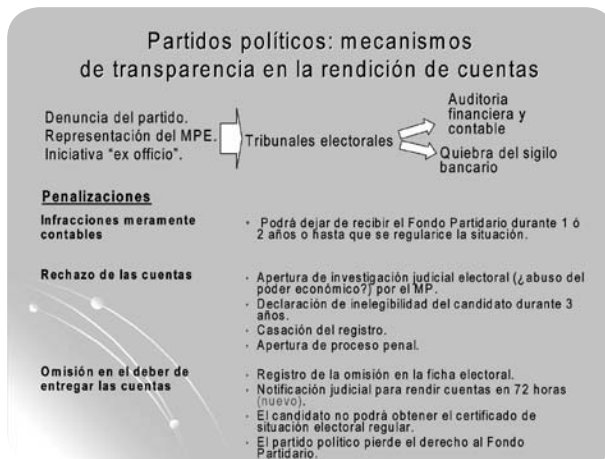 Partidos políticos: mecanismos
de transparencia en la rendición de cuentas
Denuncia del partido.
Representación del MPE.
Iniciativa "ex officio".
Tribunales electorales
Auditoria
financiera y
contable
Quiebra del sigilo
bancario
Penalizaciones
Infracciones meramente
contables
• Podrá dejar de recibir el Fondo Partidario durante 1 ó
2 años o hasta que se regularice la situación.
Rechazo de las cuentas
· Apertura de investigación judicial electoral (¿abuso del
poder económico?) por el MP.
· Declaración de inelegibilidad del candidato durante 3
años.
· Casación del registro.
· Apertura de proceso penal.
Omisión en el deber de
entregar las cuentas
· Registro de la omisión en la ficha electoral.
· Notificación judicial para rendir cuentas en 72 horas
(nuevo).
· El candidato no podrá obtener el certificado de
situación electoral regular.
· El partido político pierde el derecho al Fondo
Partidario.